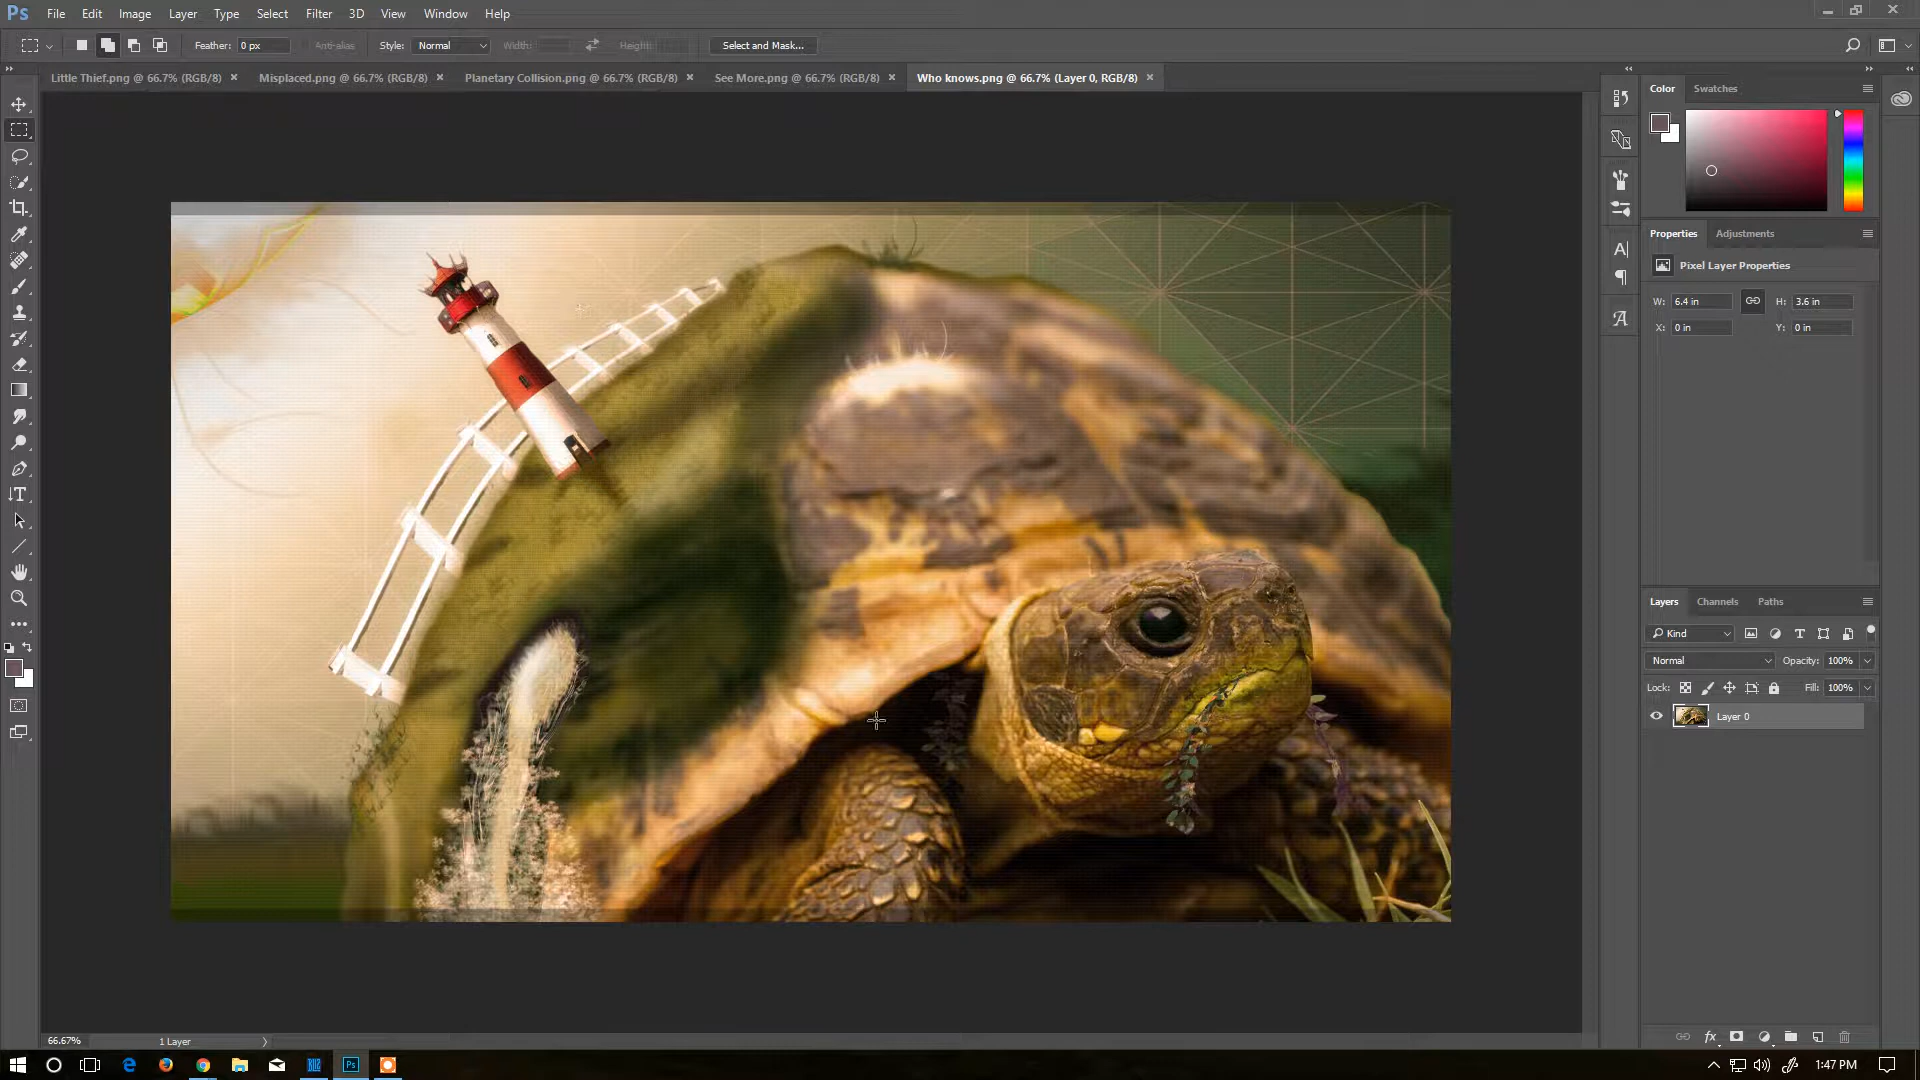 Ps File Edit Image Layer Type Select Filter 3D View Window Help
Feather: 0 px Anti-alias Style: Normal Width: Height: Select and Mask...
Little Thief.png @ 66.7% (RGB/8) × Misplaced.png @ 66.7% (RGB/8) × Planetary Collision.png @ 66.7% (RGB/8) × See More.png @ 66.7% (RGB/8) × Who knows.png @ 66.7% (Layer 0, RGB/8) ×
Color Swatches
Properties Adjustments
Pixel Layer Properties
W: 6.4 in H: 3.6 in
X: 0 in Y: 0 in
Layers Channels Paths
Kind
Normal Opacity: 100%
Lock: Fill: 100%
Layer 0
66.67% 1 Layer
Ps 1:47 PM